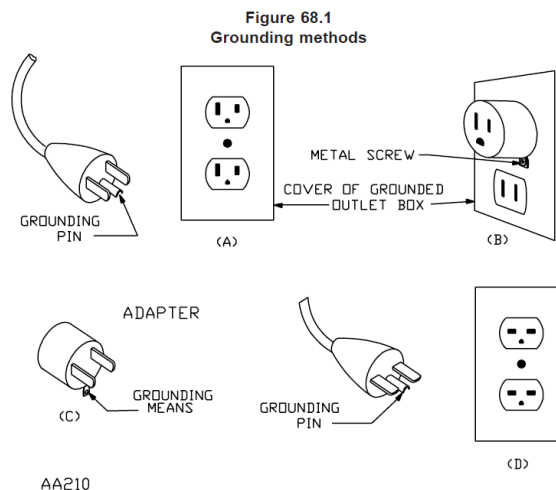 Figure 68.1
Grounding methods
METAL SCREW
COVER OF GROUNDED
OUTLET BOX
GROUNDING
PIN
(A)
(B)
ADAPTER
GROUNDING
MEANS
(C)
GROUNDING
PIN
(D)
AA210